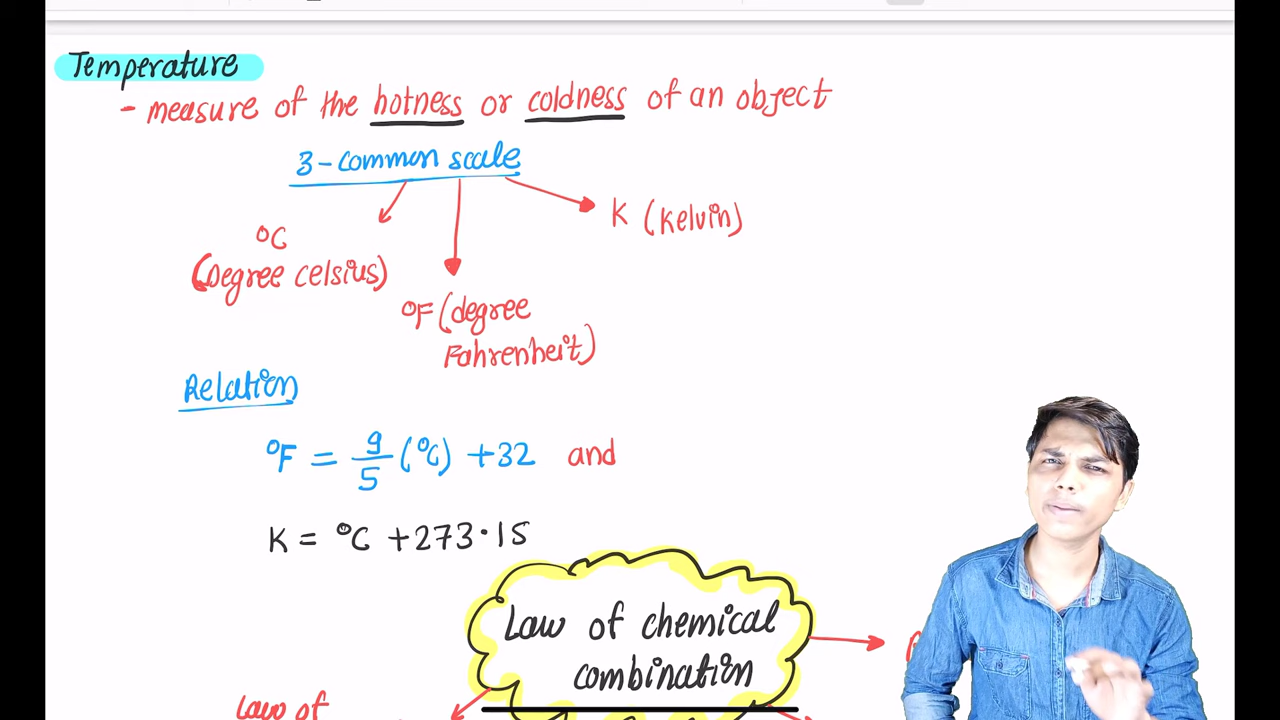 Temperature
- measure of the hotness or coldness of an object
3-common scale
°C
(Degree celsius)
°F (degree
Fahrenheit)
K (Kelvin)
Relation
°F = 9/5 (°C) + 32 and
K = °C + 273.15
Law of chemical
combination
Law of